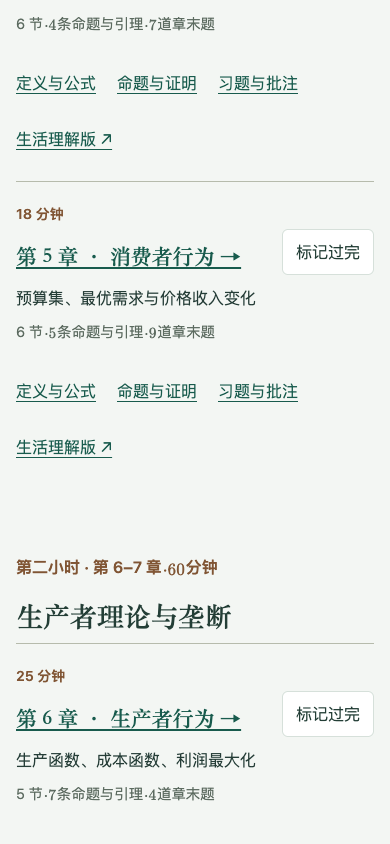 6 节·4条命题与引理·7道章末题
定义与公式 命题与证明 习题与批注
生活理解版 ↗
18 分钟
第 5 章 · 消费者行为 →
标记过完
预算集、最优需求与价格收入变化
6 节·5条命题与引理·9道章末题
定义与公式 命题与证明 习题与批注
生活理解版 ↗
第二小时 · 第 6–7 章·60分钟
生产者理论与垄断
25 分钟
第 6 章 · 生产者行为 →
标记过完
生产函数、成本函数、利润最大化
5 节·7条命题与引理·4道章末题